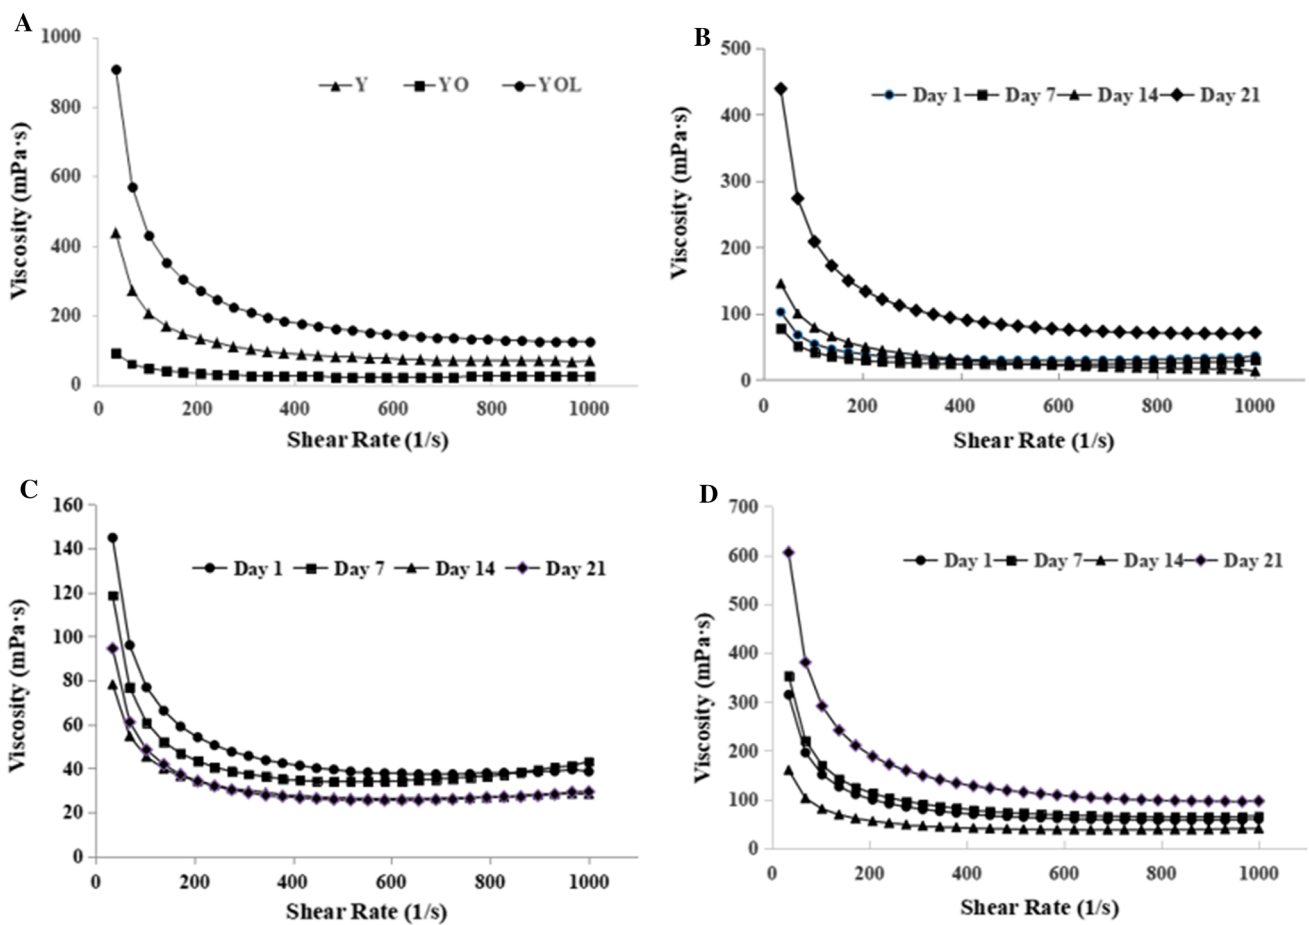 A
1000
800
600
400
200
0
Viscosity (mPa·s)
Y YO YOL
0 200 400 600 800 1000
Shear Rate (1/s)
B
500
400
300
200
100
0
Viscosity (mPa·s)
Day 1 Day 7 Day 14 Day 21
0 200 400 600 800 1000
Shear Rate (1/s)
C
160
140
120
100
80
60
40
20
0
Viscosity (mPa·s)
Day 1 Day 7 Day 14 Day 21
0 200 400 600 800 1000
Shear Rate (1/s)
D
700
600
500
400
300
200
100
0
Viscosity (mPa·s)
Day 1 Day 7 Day 14 Day 21
0 200 400 600 800 1000
Shear Rate (1/s)